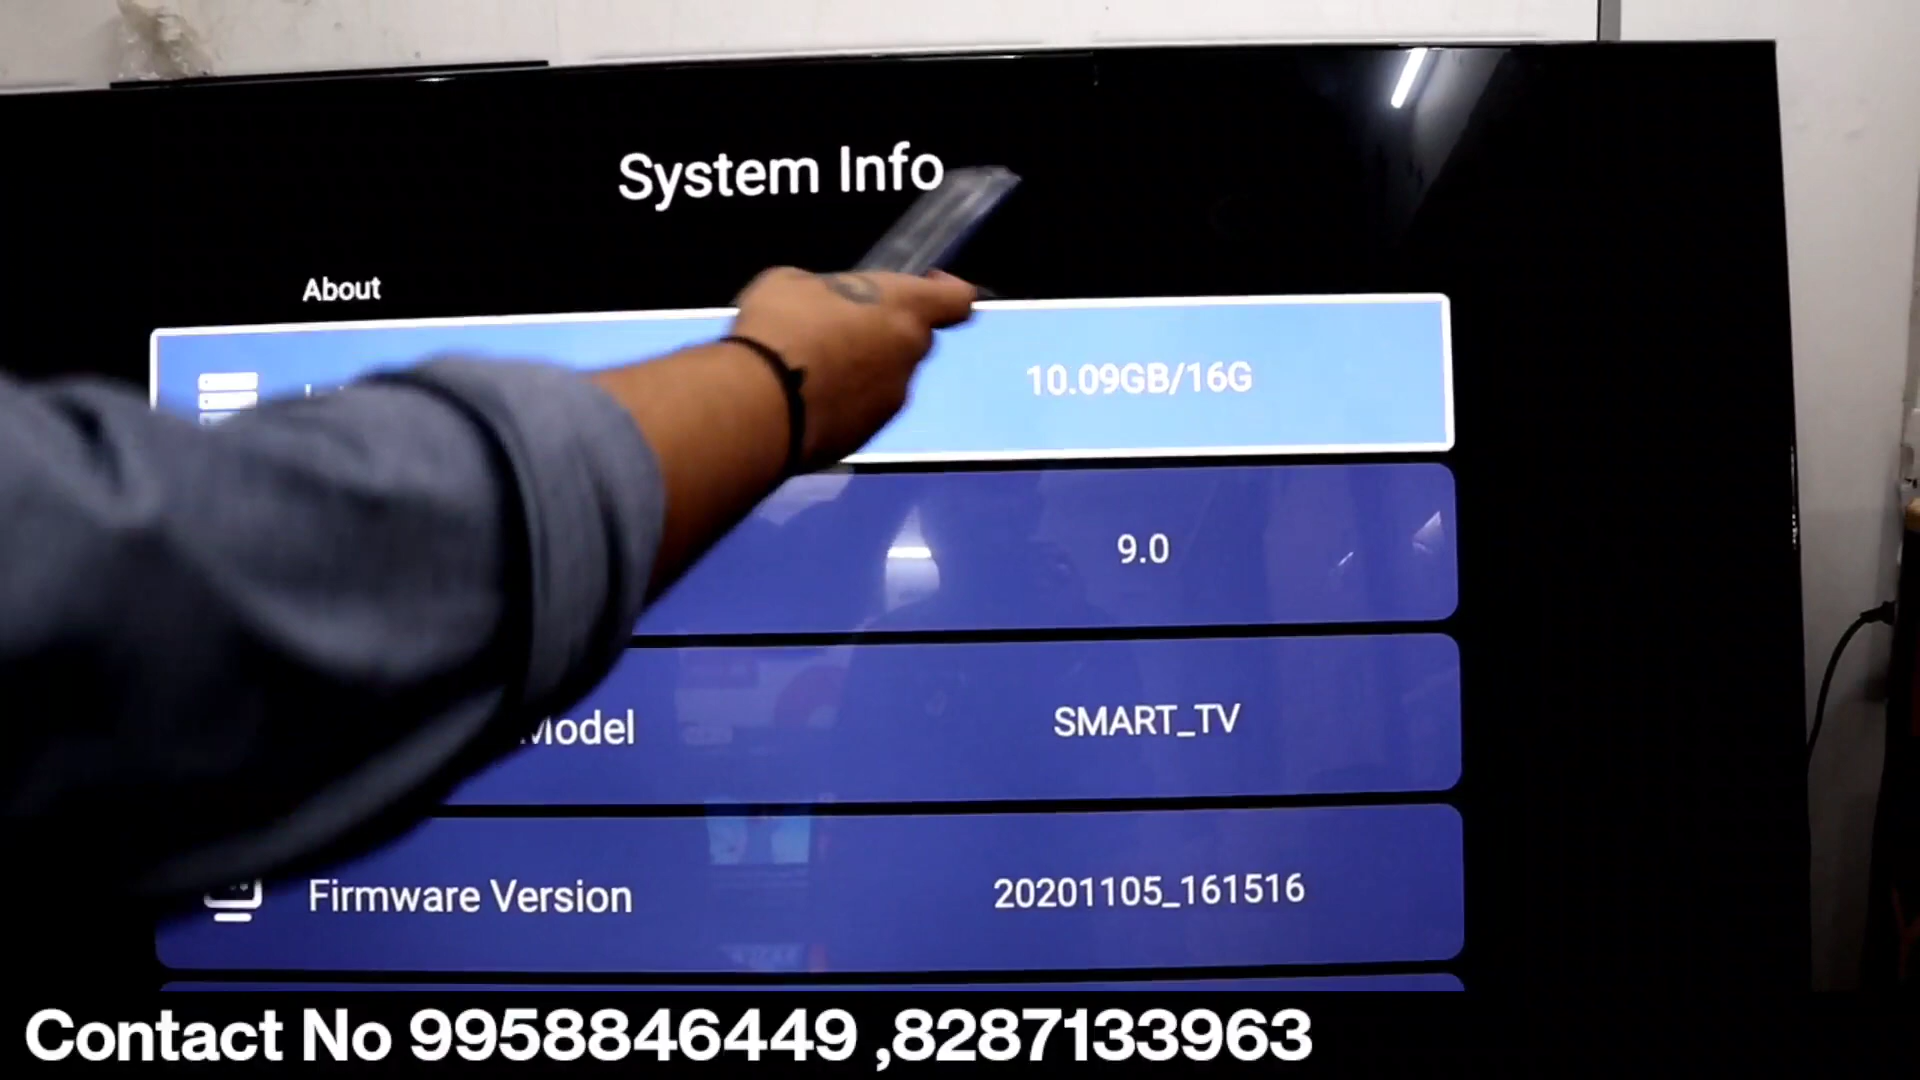 System Info
About
10.09GB/16G
9.0
Model SMART_TV
Firmware Version 20201105_161516
Contact No 9958846449 ,8287133963